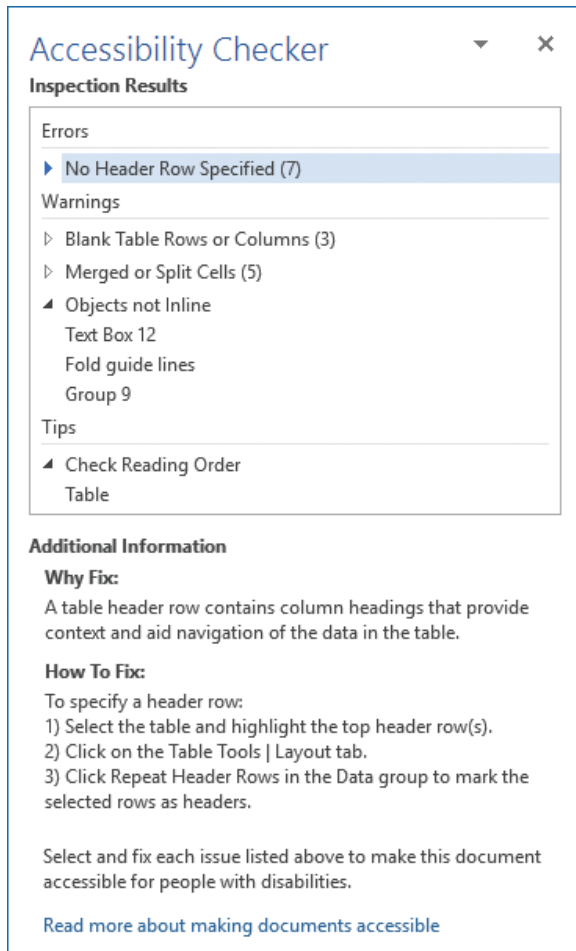 Accessibility Checker
Inspection Results
Errors
No Header Row Specified (7)
Warnings
Blank Table Rows or Columns (3)
Merged or Split Cells (5)
Objects not Inline
Text Box 12
Fold guide lines
Group 9
Tips
Check Reading Order
Table
Additional Information
Why Fix:
A table header row contains column headings that provide
context and aid navigation of the data in the table.
How To Fix:
To specify a header row:
1) Select the table and highlight the top header row(s).
2) Click on the Table Tools | Layout tab.
3) Click Repeat Header Rows in the Data group to mark the
selected rows as headers.
Select and fix each issue listed above to make this document
accessible for people with disabilities.
Read more about making documents accessible